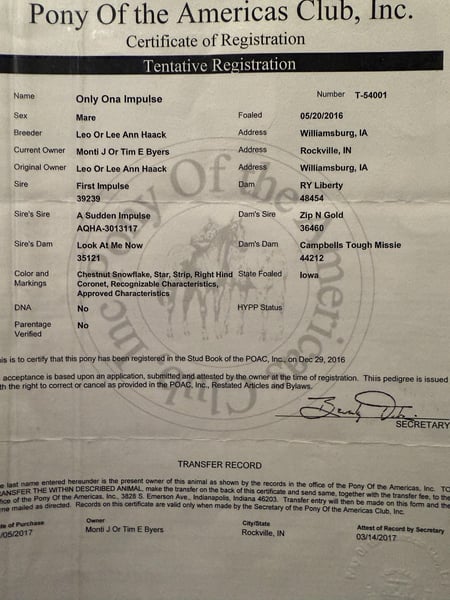 Pony Of the Americas Club, Inc.
Certificate of Registration
Tentative Registration
Name Only Ona Impulse Number T-54001
Sex Mare Foaled 05/20/2016
Breeder Leo Or Lee Ann Haack Address Williamsburg, IA
Current Owner Monti J Or Tim E Byers Address Rockville, IN
Original Owner Leo Or Lee Ann Haack Address Williamsburg, IA
Sire First Impulse Dam RY Liberty
39239 48454
Sire's Sire A Sudden Impulse Dam's Sire Zip N Gold
AQHA-3013117 36460
Sire's Dam Look At Me Now Dam's Dam Campbells Tough Missie
35121 44212
Color and Markings Chestnut Snowflake, Star, Strip, Right Hind State Foaled Iowa
Coronet, Recognizable Characteristics,
Approved Characteristics
DNA No HYPP Status
Parentage Verified No
his is to certify that this pony has been registered in the Stud Book of the POAC, Inc., on Dec 29, 2016
acceptance is based upon an application, submitted and attested by the owner at the time of registration. This pedigree is issued
th the right to correct or cancel as provided in the POAC, Inc., Restated Articles and Bylaws.
SECRETARY
TRANSFER RECORD
e last name entered hereunder is the present owner of this animal as shown by the records in the office of the Pony Of the Americas, Inc. TO
RANSFER THE WITHIN DESCRIBED ANIMAL, make the transfer on the back of this certificate and send same, together with the transfer fee, to the
fice of the Pony Of the Americas, Inc., 3828 S. Emerson Ave., Indianapolis, Indiana 46203. Transfer entry will then be made on this form and the
me mailed as directed. Records on this certificate are valid only when made by the Secretary of the Pony Of the Americas Club, Inc.
te of Purchase Owner City/State Attest of Record by Secretary
/05/2017 Monti J Or Tim E Byers Rockville, IN 03/14/2017
Pony Of the Americas Club Inc